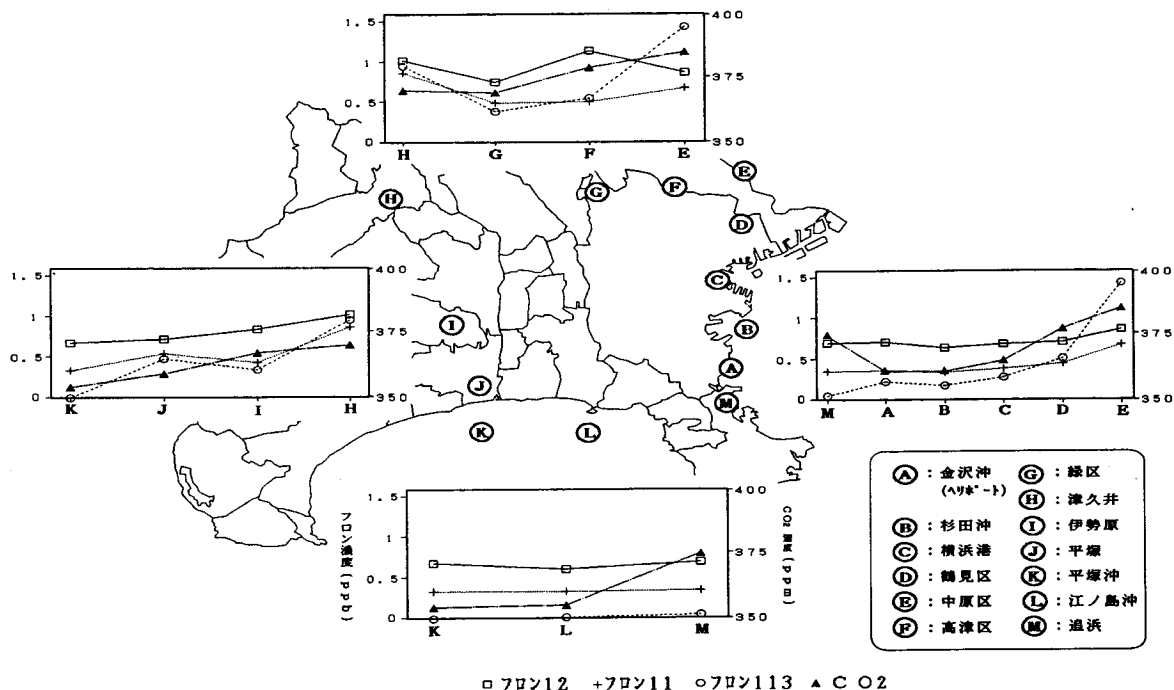 1.5
1
0.5
0
400
375
350
H G F E
H
G
F
E
D
C
B
A
M
I
J
K
L
1.5
1
0.5
0
400
375
350
K J I H
1.5
1
0.5
0
400
375
350
M A B C D E
フロン濃度(ppb)
1.5
1
0.5
0
400
375
350
CO2 濃度(ppm)
K L M
A : 金沢沖
(ヘリポート)
B : 杉田沖
C : 横浜港
D : 鶴見区
E : 中原区
F : 高津区
G : 緑区
H : 津久井
I : 伊勢原
J : 平塚
K : 平塚沖
L : 江ノ島沖
M : 追浜
□ フロン12 +フロン11 ○フロン113 ▲ CO2